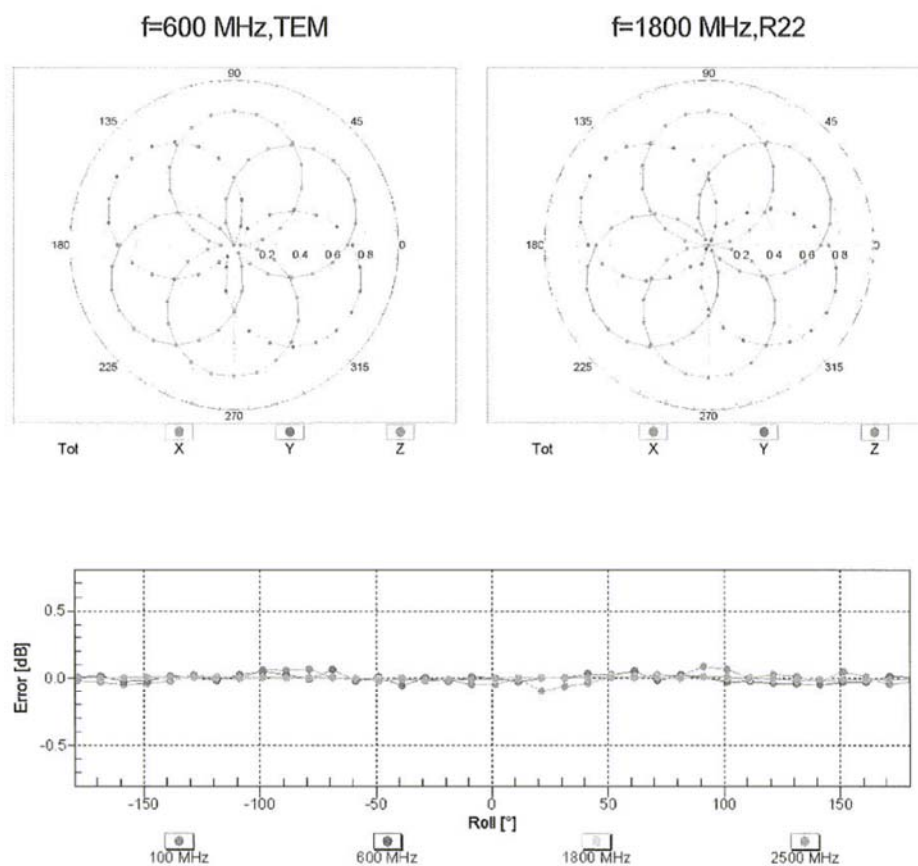 f=600 MHz,TEM
f=1800 MHz,R22
90
135
45
180
0.2 0.4 0.6 0.8
0
225
315
270
Tot X Y Z
90
135
45
180
0.2 0.4 0.6 0.8
0
225
315
270
Tot X Y Z
Error [dB]
0.5
0.0
-0.5
-150 -100 -50 0 50 100 150
Roll [°]
100 MHz 600 MHz 1800 MHz 2500 MHz